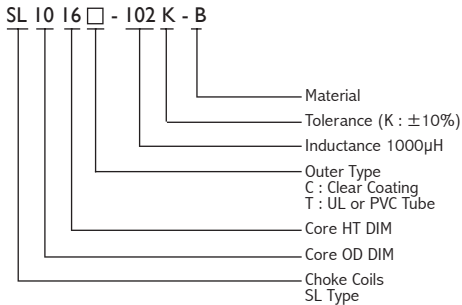 SL 10 16 □ - 102 K - B
Material
Tolerance (K : ±10%)
Inductance 1000μH
Outer Type
C : Clear Coating
T : UL or PVC Tube
Core HT DIM
Core OD DIM
Choke Coils
SL Type